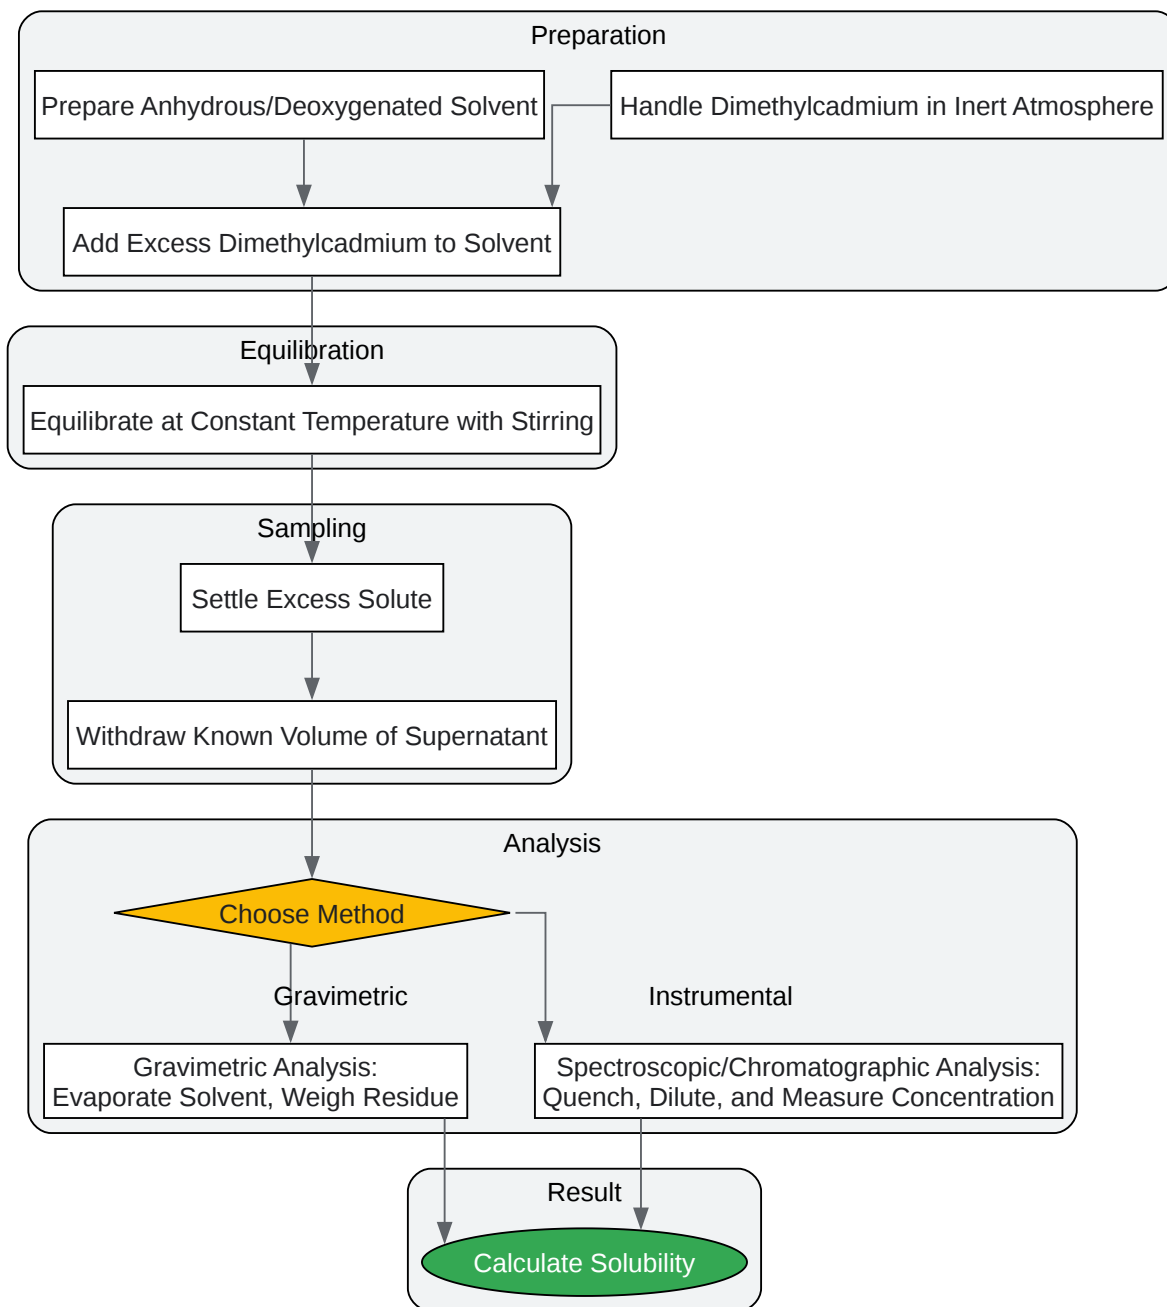 Preparation
Prepare Anhydrous/Deoxygenated Solvent
Handle Dimethylcadmium in Inert Atmosphere
Add Excess Dimethylcadmium to Solvent
Equilibration
Equilibrate at Constant Temperature with Stirring
Sampling
Settle Excess Solute
Withdraw Known Volume of Supernatant
Analysis
Choose Method
Gravimetric
Instrumental
Gravimetric Analysis:
Evaporate Solvent, Weigh Residue
Spectroscopic/Chromatographic Analysis:
Quench, Dilute, and Measure Concentration
Result
Calculate Solubility